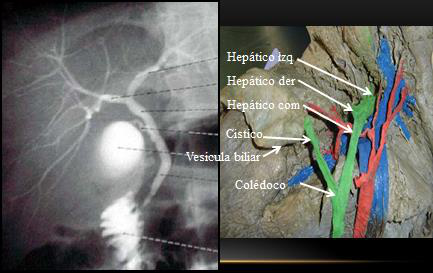 Hepático izq
Hepático der
Hepático com
Cístico
Vesícula biliar
Colédoco